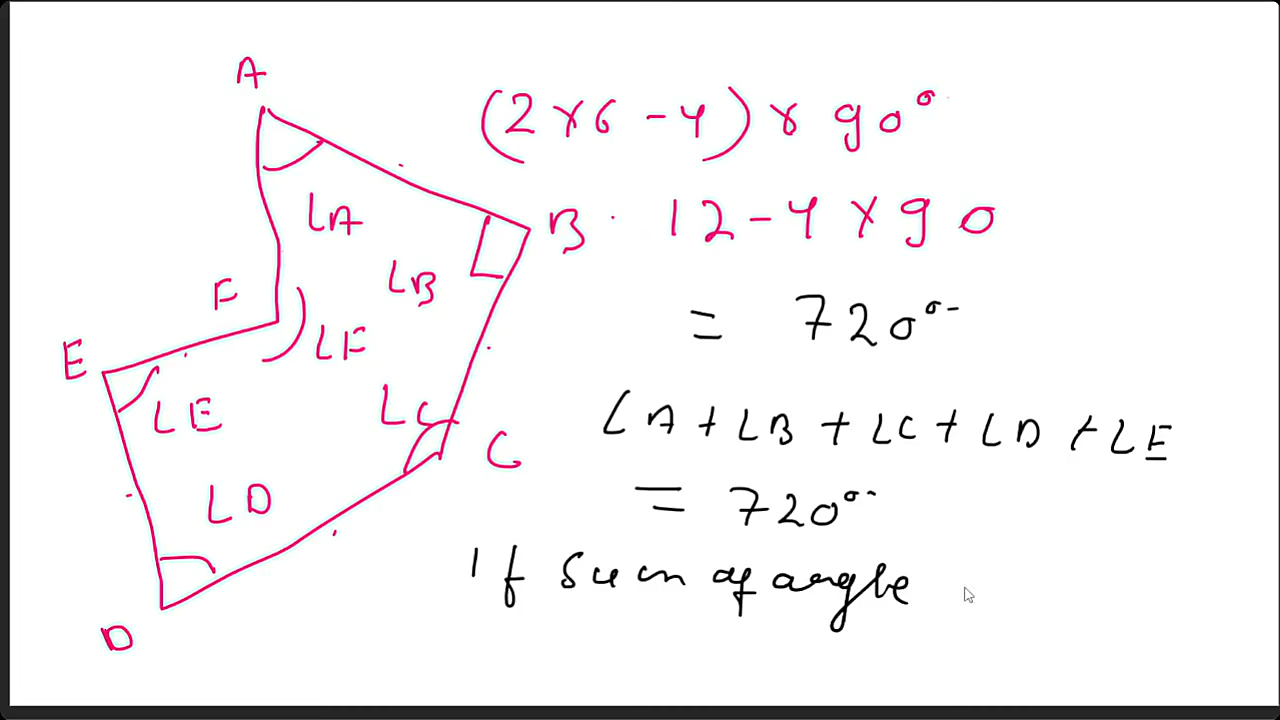 A
(2×6-4)×90°
∠A
B
12-4×90
∠B
F
= 720°
∠F
E
∠E
∠C
∠A+∠B+∠C+∠D+∠E
C
∠D
= 720°
If Sum of angle
D